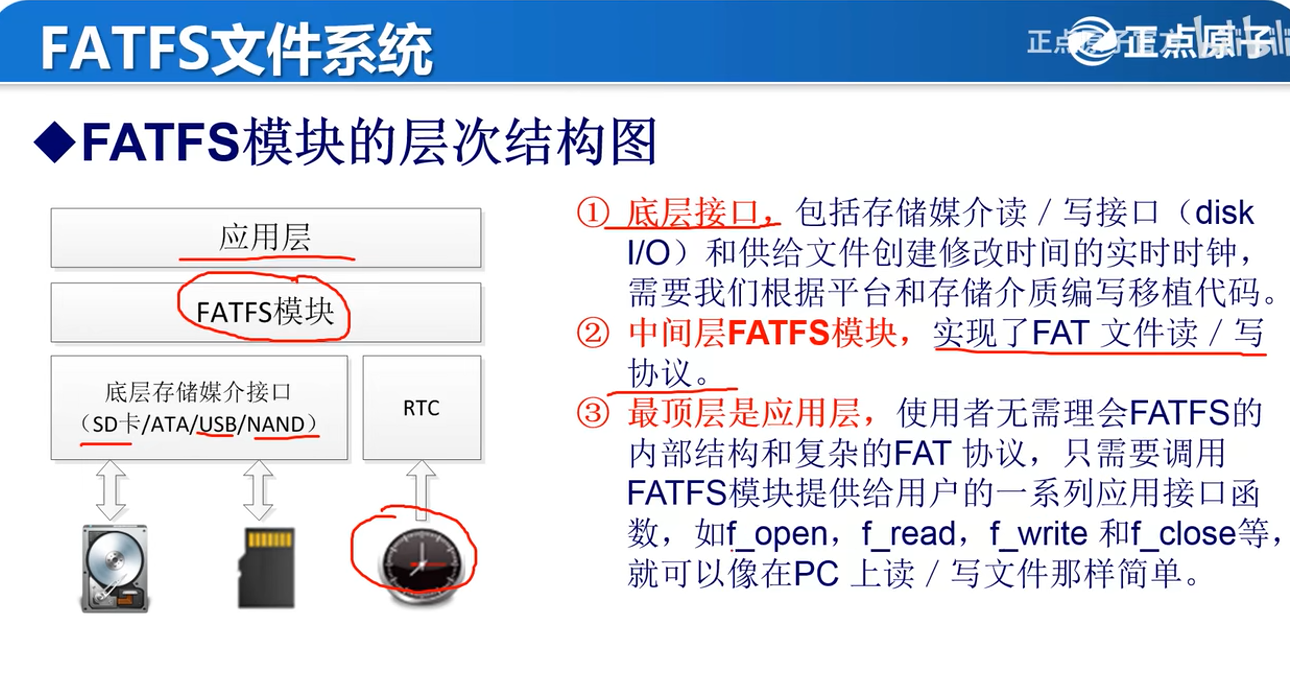 FATFS文件系统
正点原子官方
正点原子
bilibili
◆FATFS模块的层次结构图
应用层
FATFS模块
底层存储媒介接口
(SD卡/ATA/USB/NAND)
RTC
① 底层接口，包括存储媒介读／写接口（disk
I/O）和供给文件创建修改时间的实时时钟，
需要我们根据平台和存储介质编写移植代码。
② 中间层FATFS模块，实现了FAT 文件读／写
协议。
③ 最顶层是应用层，使用者无需理会FATFS的
内部结构和复杂的FAT 协议，只需要调用
FATFS模块提供给用户的一系列应用接口函
数，如f_open，f_read，f_write 和f_close等，
就可以像在PC 上读／写文件那样简单。